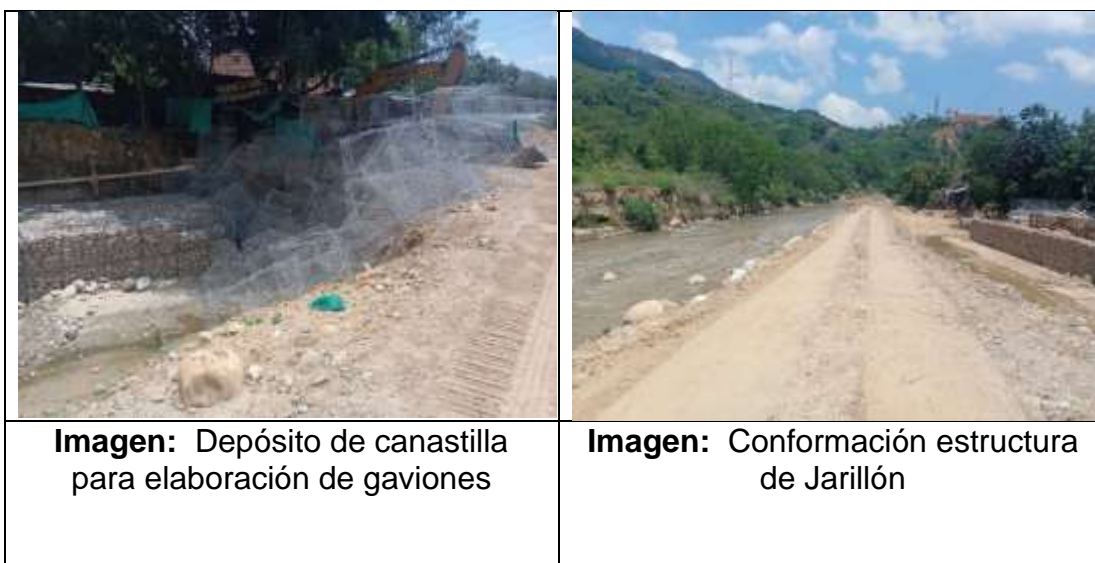 Imagen: Depósito de canastilla
para elaboración de gaviones
Imagen: Conformación estructura
de Jarillón